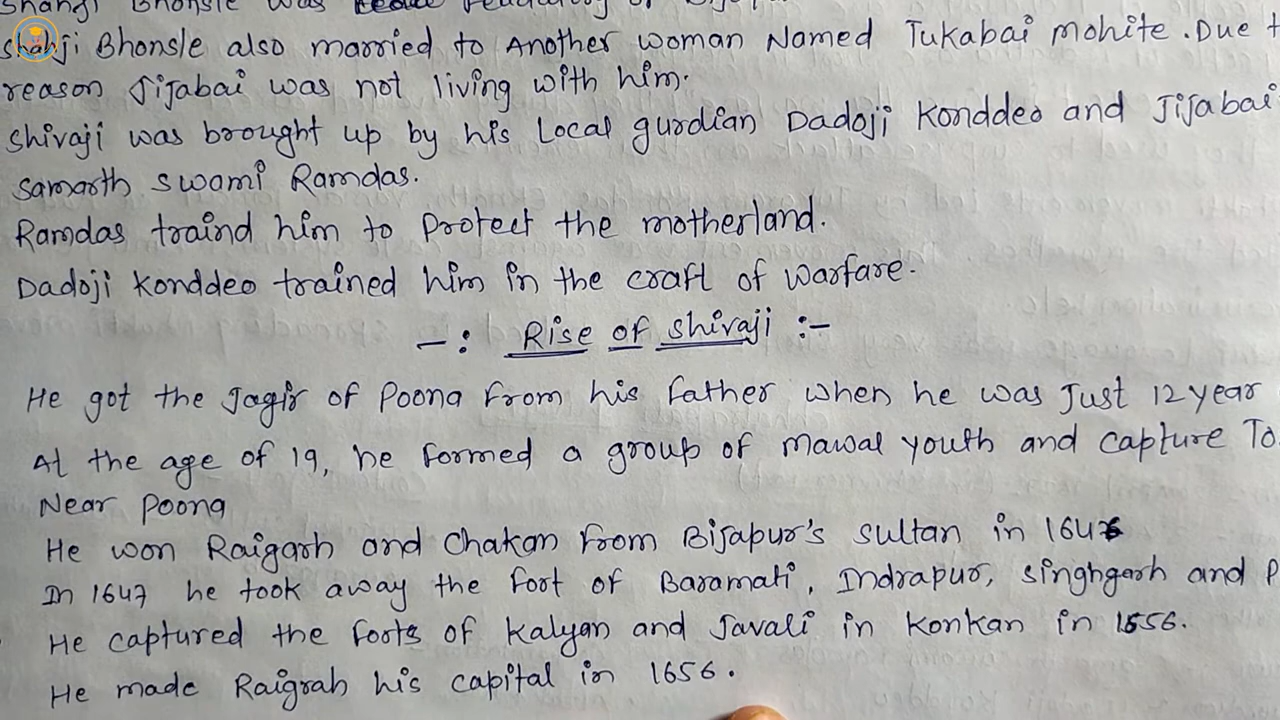 Shahji Bhonsle was feudatory of
Shahji Bhonsle also married to Another woman Named Tukabai mohite. Due t
reason Jijabai was not living with him.
Shivaji was brought up by his Local gurdian Dadoji Konddeo and Jijabai
Samarth Swami Ramdas.
Ramdas traind him to Protect the motherland.
Dadoji Konddeo trained him in the craft of warfare.
-: Rise of Shivaji :-
He got the Jagir of Poona from his father when he was Just 12 year
At the age of 19, he formed a group of mawal youth and capture To
Near Poona
He won Raigarh and Chakan from Bijapur's Sultan in 1646
In 1647 he took away the fort of Baramati, Indrapur, Singhgarh and P
He captured the forts of Kalyan and Javali in Konkan in 1656.
He made Raigrah his capital in 1656.